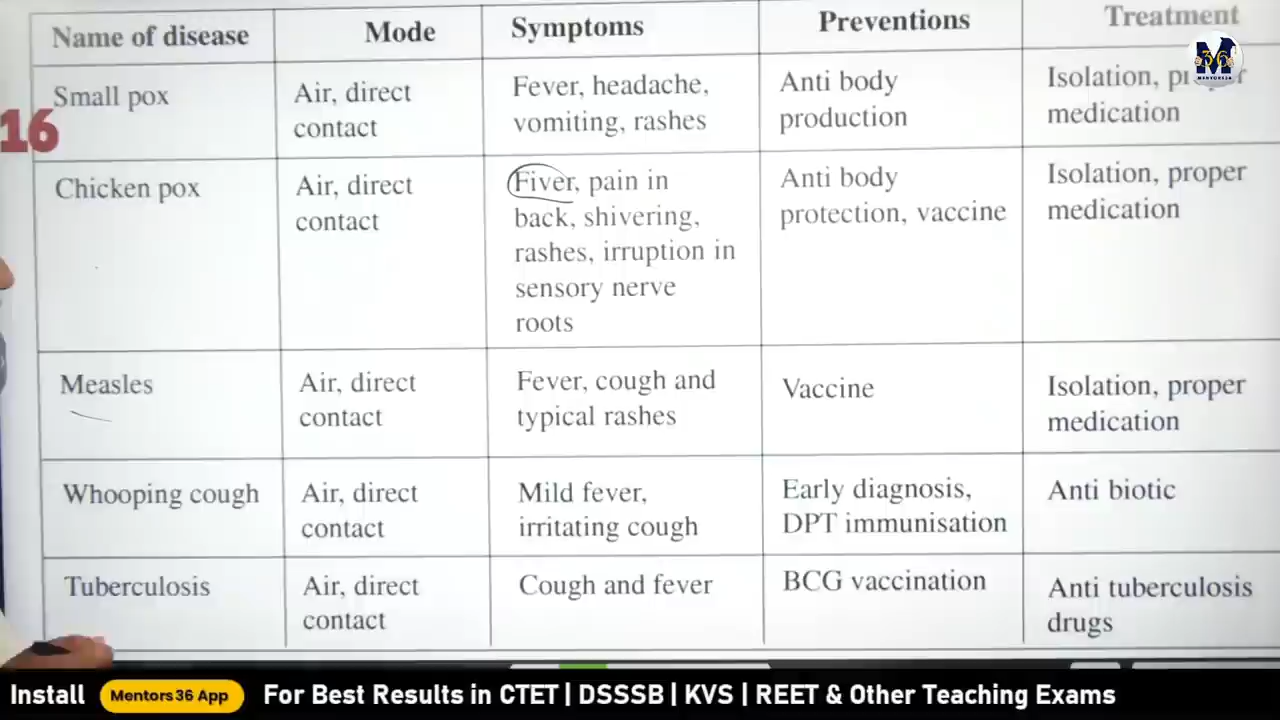 Name of disease
Mode
Symptoms
Preventions
Treatment
Small pox
Air, direct
contact
Fever, headache,
vomiting, rashes
Anti body
production
Isolation, proper
medication
M
36
MENTORS36
16
Chicken pox
Air, direct
contact
Fiver, pain in
back, shivering,
rashes, irruption in
sensory nerve
roots
Anti body
protection, vaccine
Isolation, proper
medication
Measles
Air, direct
contact
Fever, cough and
typical rashes
Vaccine
Isolation, proper
medication
Whooping cough
Air, direct
contact
Mild fever,
irritating cough
Early diagnosis,
DPT immunisation
Anti biotic
Tuberculosis
Air, direct
contact
Cough and fever
BCG vaccination
Anti tuberculosis
drugs
Install Mentors36 App For Best Results in CTET | DSSSB | KVS | REET & Other Teaching Exams